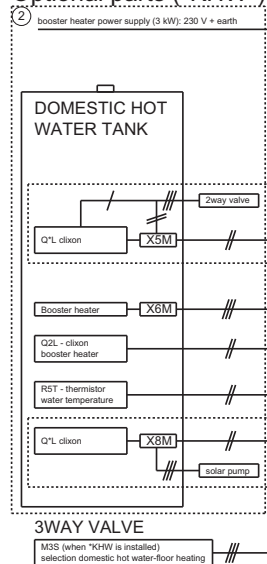 2
booster heater power supply (3 kW): 230 V + earth
DOMESTIC HOT
WATER TANK
2way valve
Q*L clixon
X5M
Booster heater
X6M
Q2L - clixon
booster heater
R5T - thermistor
water temperature
Q*L clixon
X8M
solar pump
3WAY VALVE
M3S (when *KHW is installed)
selection domestic hot water-floor heating